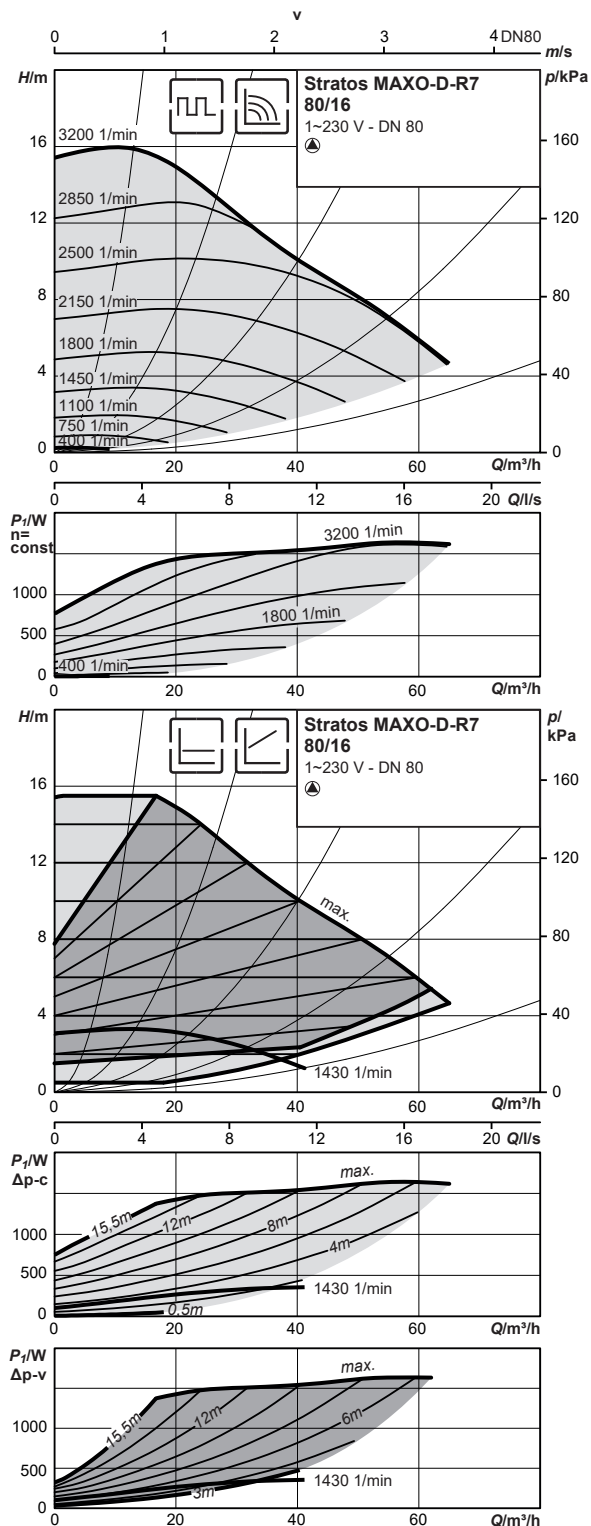 v
0 1 2 3 4 DN80
m/s
H/m
p/kPa
Stratos MAXO-D-R7
80/16
1~230 V - DN 80
16
12
8
4
0
160
120
80
40
0
3200 1/min
2850 1/min
2500 1/min
2150 1/min
1800 1/min
1450 1/min
1100 1/min
750 1/min
400 1/min
0 20 40 60 Q/m³/h
0 4 8 12 16 20 Q/l/s
P₁/W
n=
const
1000
500
0
3200 1/min
1800 1/min
400 1/min
0 20 40 60 Q/m³/h
H/m
p/
kPa
Stratos MAXO-D-R7
80/16
1~230 V - DN 80
16
12
8
4
0
160
120
80
40
0
max.
1430 1/min
0 20 40 60 Q/m³/h
0 4 8 12 16 20 Q/l/s
P₁/W
Δp-c
1000
500
0
max.
15,5m
12m
8m
4m
1430 1/min
0.5m
0 20 40 60 Q/m³/h
P₁/W
Δp-v
1000
500
0
max.
15,5m
12m
6m
1430 1/min
3m
0 20 40 60 Q/m³/h